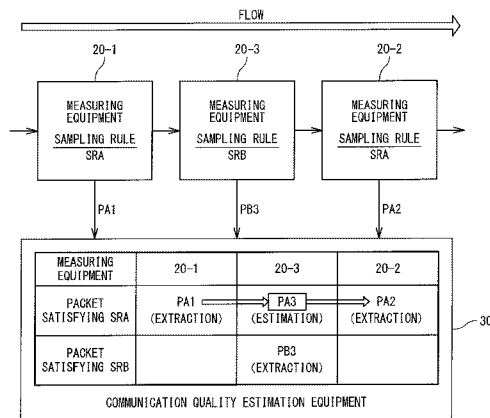 FLOW
20-1
20-3
20-2
MEASURING
EQUIPMENT
SAMPLING RULE
SRA
MEASURING
EQUIPMENT
SAMPLING RULE
SRB
MEASURING
EQUIPMENT
SAMPLING RULE
SRA
PA1
PB3
PA2
MEASURING
EQUIPMENT
20-1
20-3
20-2
PACKET
SATISFYING SRA
PA1
(EXTRACTION)
PA3
(ESTIMATION)
PA2
(EXTRACTION)
PACKET
SATISFYING SRB
PB3
(EXTRACTION)
COMMUNICATION QUALITY ESTIMATION EQUIPMENT
30